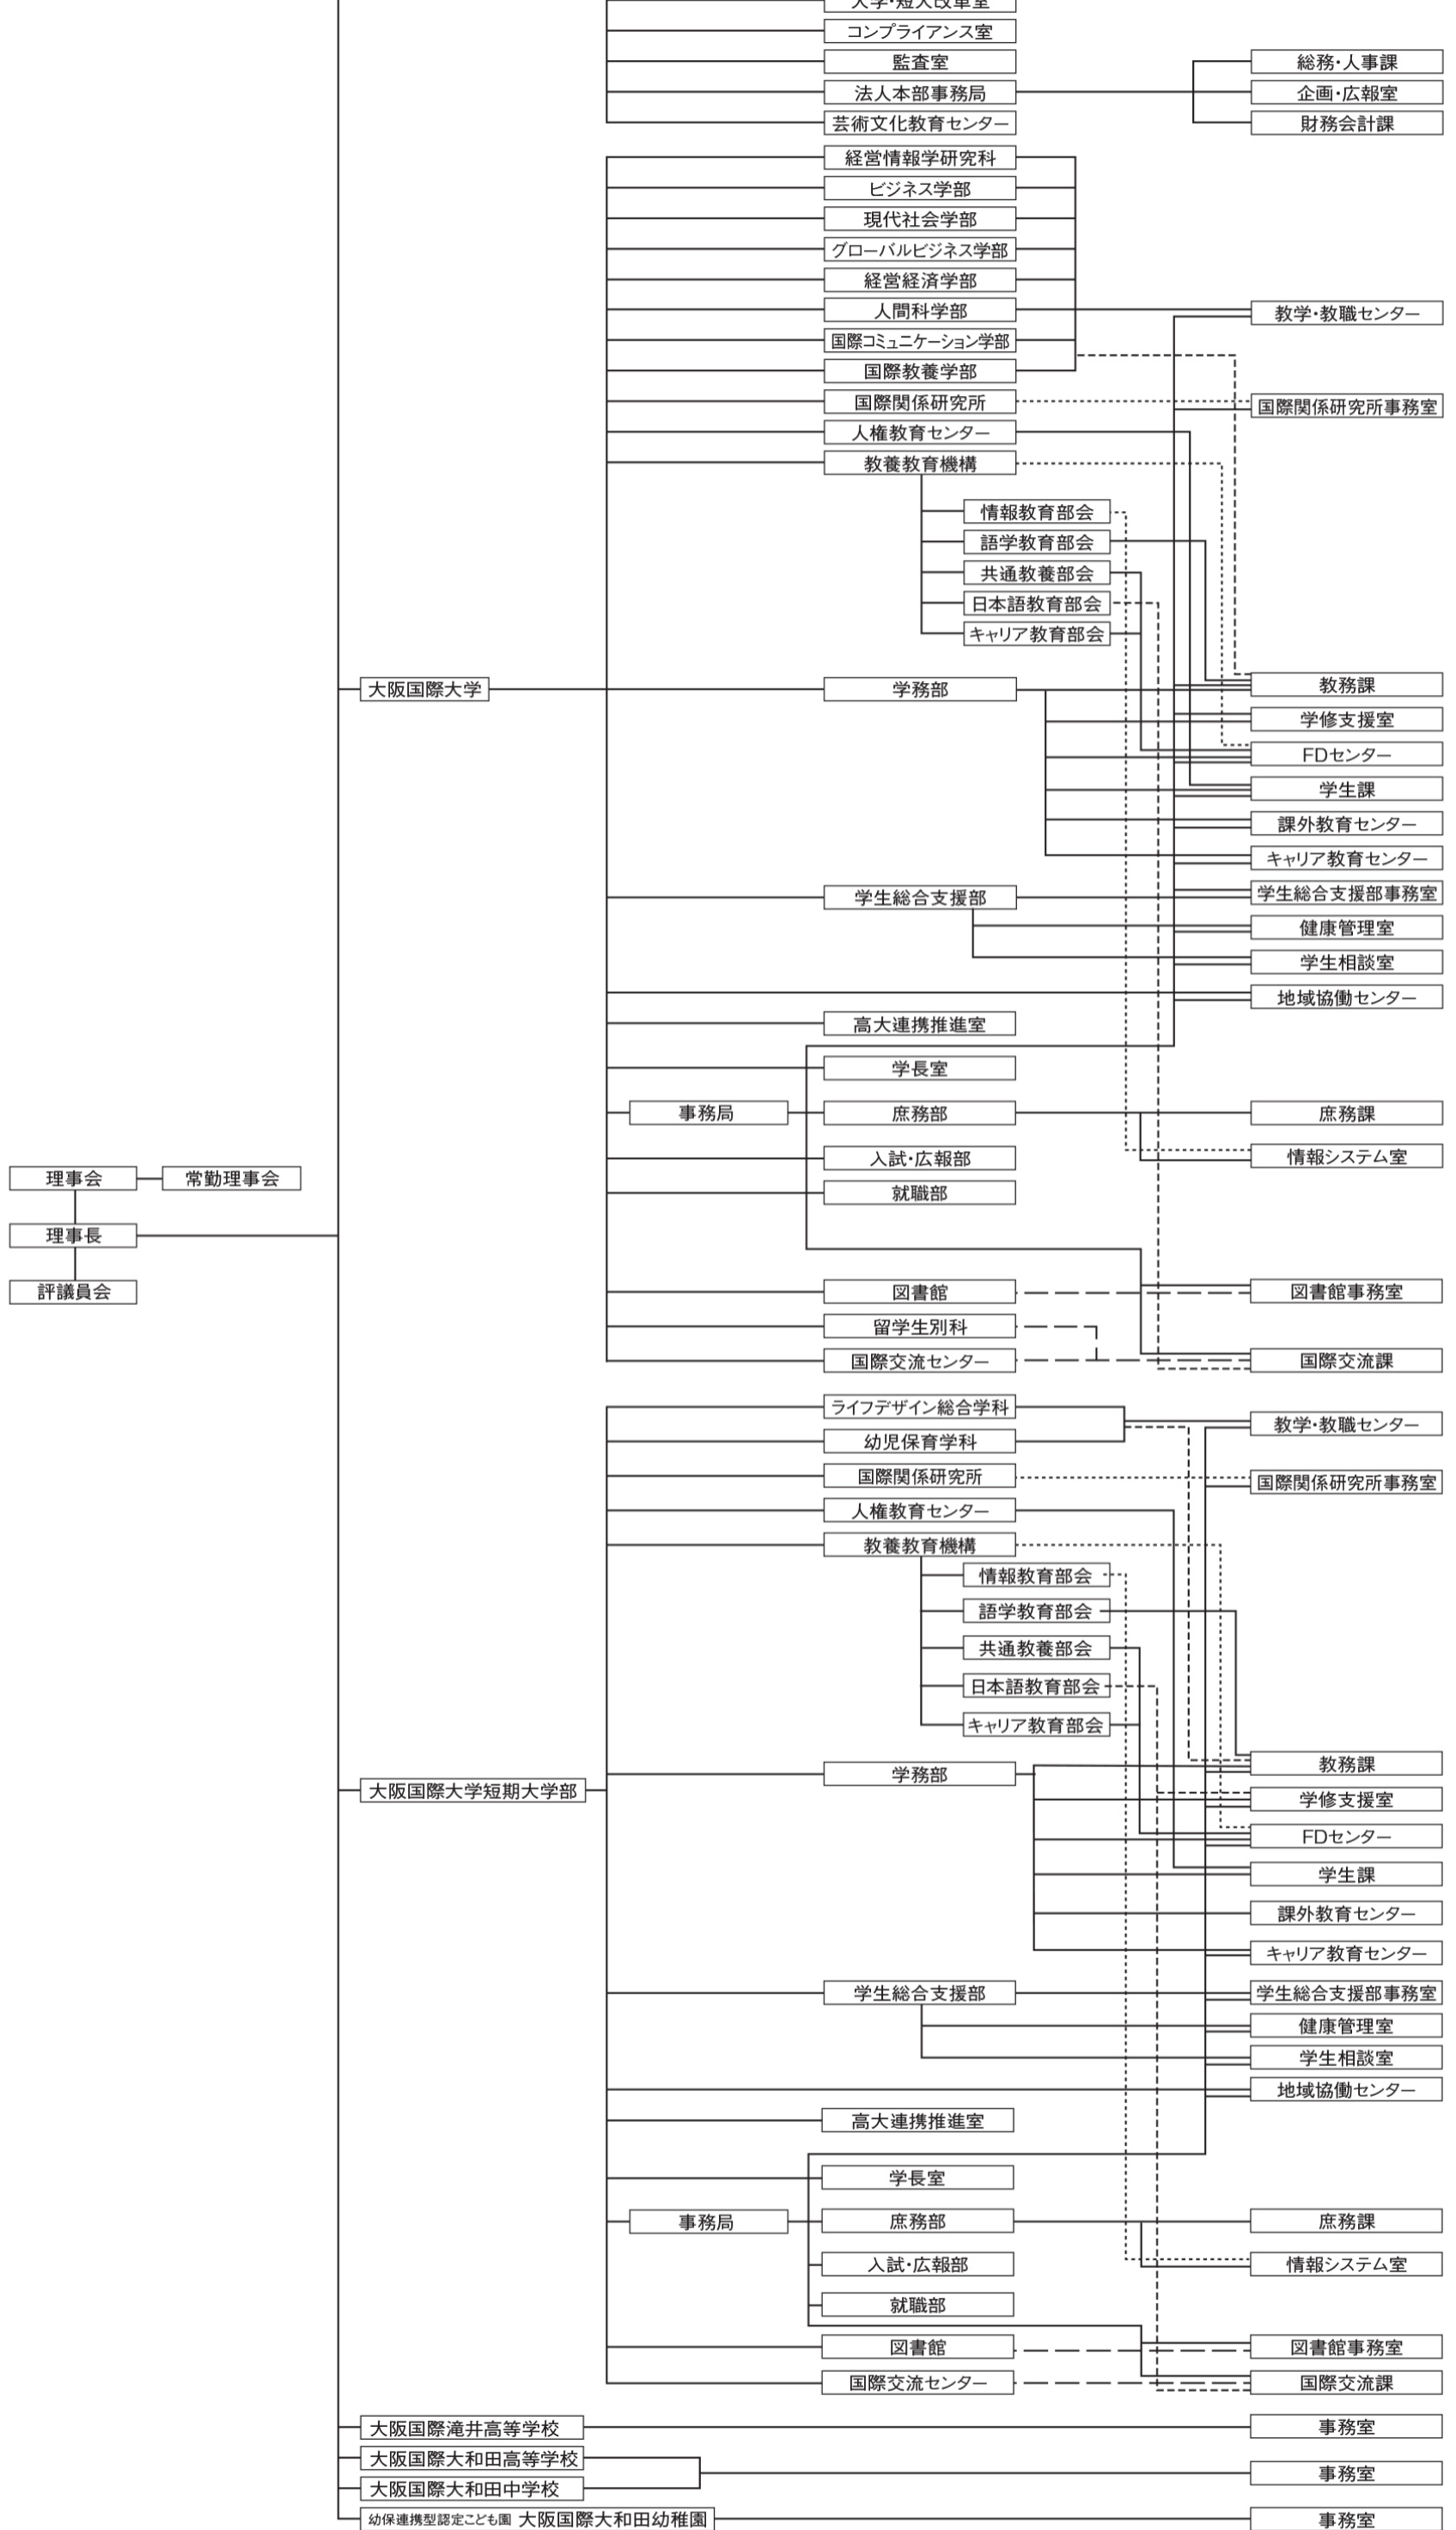 大学・短大改革室
コンプライアンス室
監査室
総務・人事課
法人本部事務局
企画・広報室
芸術文化教育センター
財務会計課
経営情報学研究科
ビジネス学部
現代社会学部
グローバルビジネス学部
経営経済学部
人間科学部
教学・教職センター
国際コミュニケーション学部
国際教養学部
国際関係研究所
国際関係研究所事務室
人権教育センター
教養教育機構
情報教育部会
語学教育部会
共通教養部会
日本語教育部会
キャリア教育部会
大阪国際大学
学務部
教務課
学修支援室
FDセンター
学生課
課外教育センター
キャリア教育センター
学生総合支援部
学生総合支援部事務室
健康管理室
学生相談室
地域協働センター
高大連携推進室
学長室
事務局
庶務部
庶務課
入試・広報部
情報システム室
理事会
常勤理事会
就職部
理事長
評議員会
図書館
図書館事務室
留学生別科
国際交流センター
国際交流課
ライフデザイン総合学科
教学・教職センター
幼児保育学科
国際関係研究所
国際関係研究所事務室
人権教育センター
教養教育機構
情報教育部会
語学教育部会
共通教養部会
日本語教育部会
キャリア教育部会
教務課
学務部
大阪国際大学短期大学部
学修支援室
FDセンター
学生課
課外教育センター
キャリア教育センター
学生総合支援部
学生総合支援部事務室
健康管理室
学生相談室
地域協働センター
高大連携推進室
学長室
事務局
庶務部
庶務課
入試・広報部
情報システム室
就職部
図書館
図書館事務室
国際交流センター
国際交流課
大阪国際滝井高等学校
事務室
大阪国際大和田高等学校
事務室
大阪国際大和田中学校
幼保連携型認定こども園 大阪国際大和田幼稚園
事務室